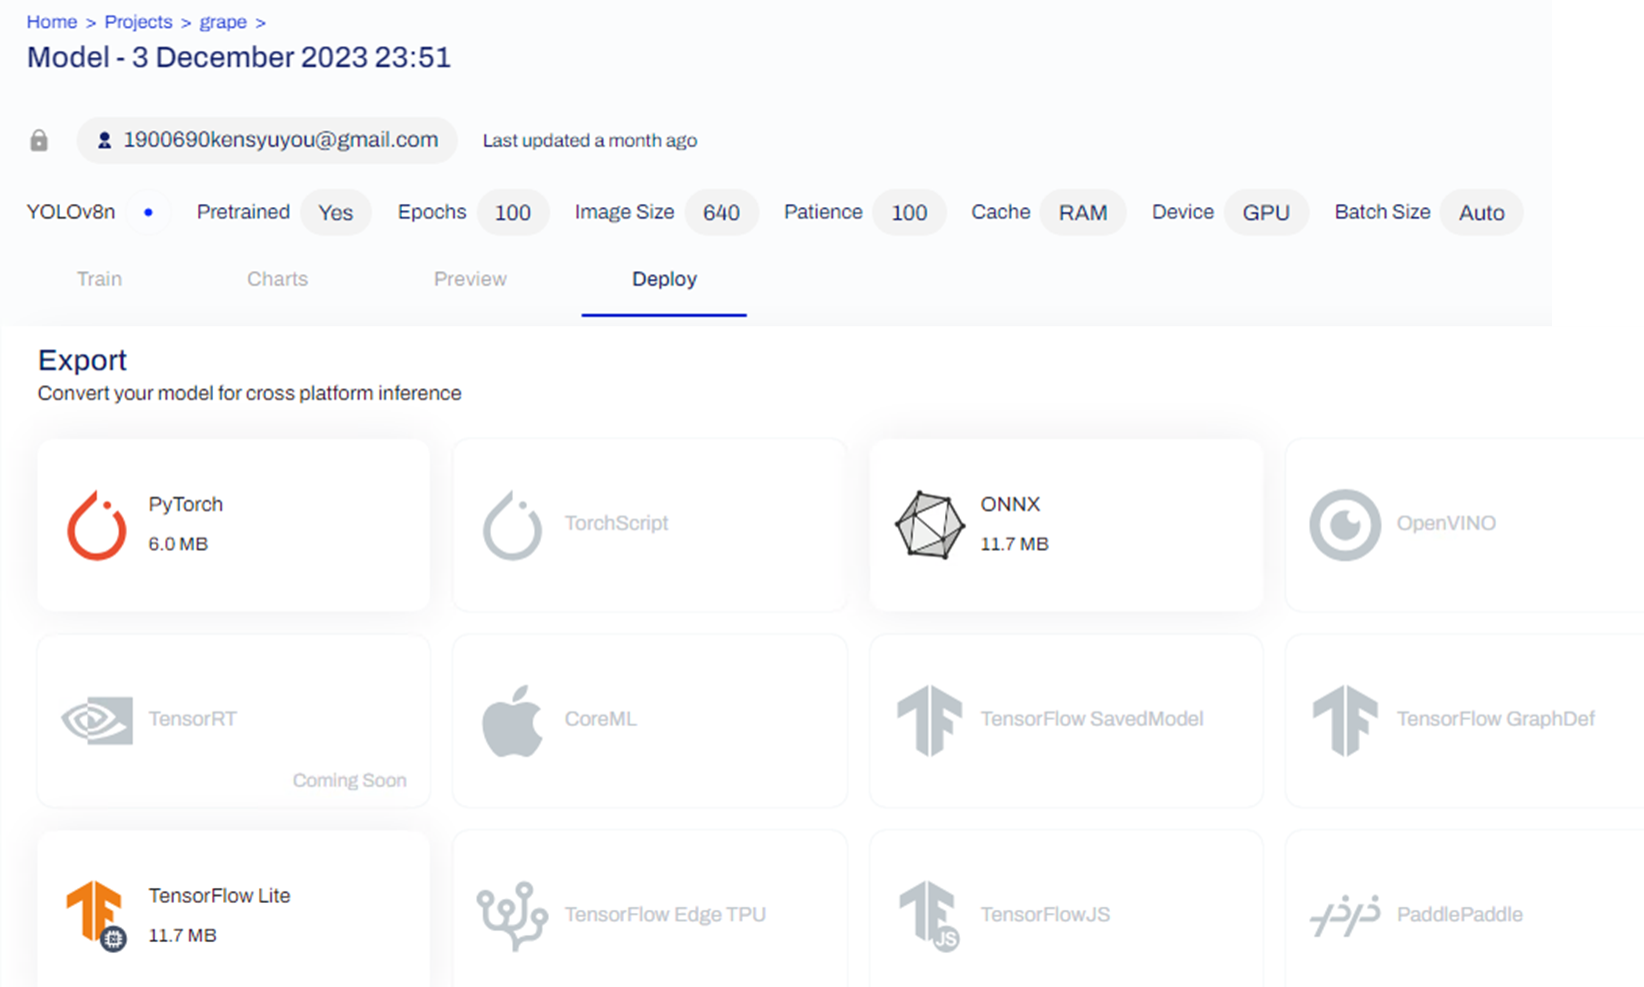 Home > Projects > grape >
Model - 3 December 2023 23:51
1900690kensyuyou@gmail.com Last updated a month ago
YOLOv8n Pretrained Yes Epochs 100 Image Size 640 Patience 100 Cache RAM Device GPU Batch Size Auto
Train Charts Preview Deploy
Export
Convert your model for cross platform inference
PyTorch
6.0 MB
TorchScript
ONNX
11.7 MB
OpenVINO
TensorRT
Coming Soon
CoreML
TensorFlow SavedModel
TensorFlow GraphDef
TensorFlow Lite
11.7 MB
TensorFlow Edge TPU
JS
TensorFlowJS
PaddlePaddle